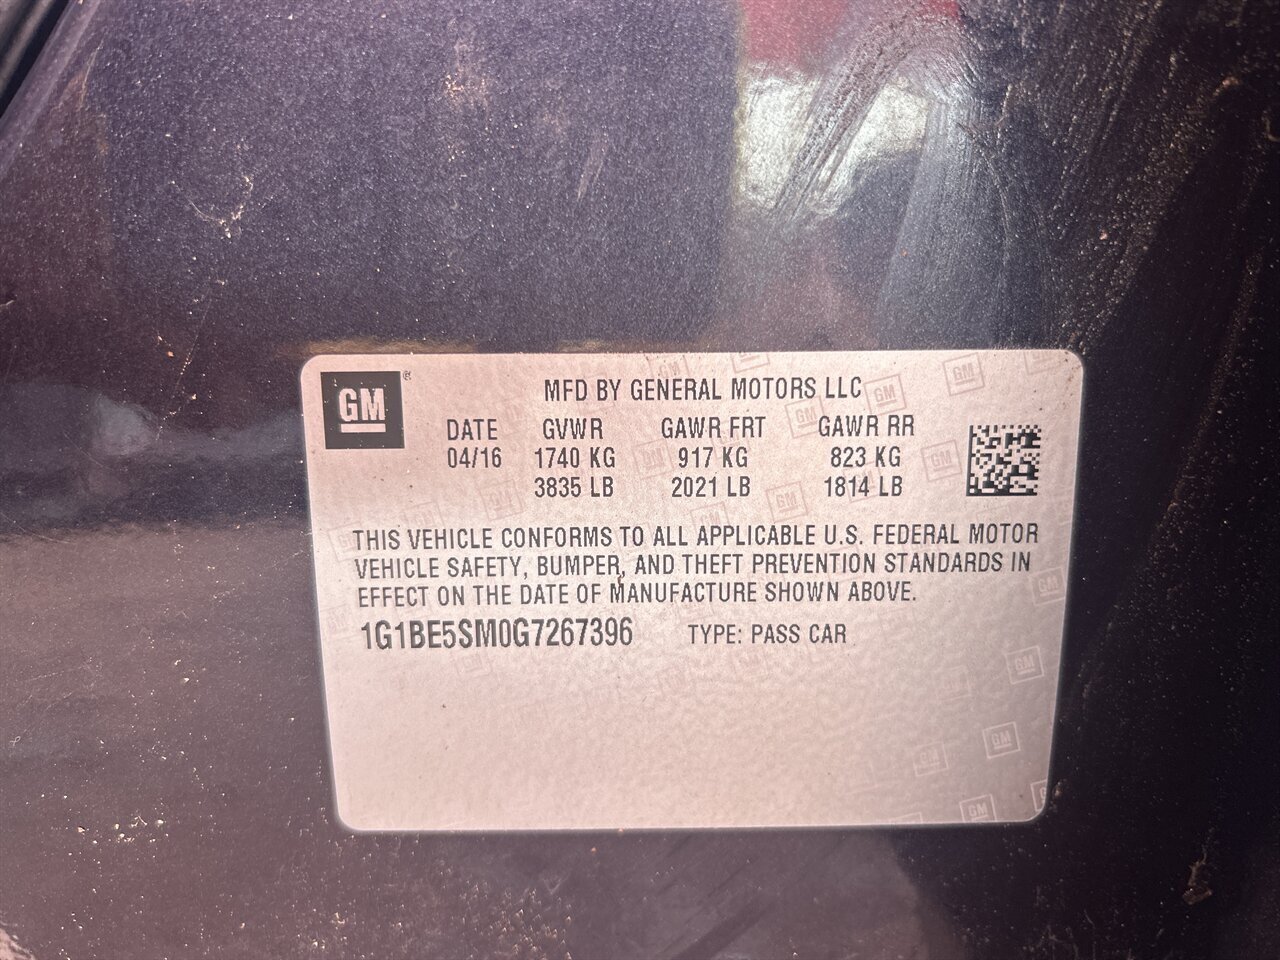 GM®
MFD BY GENERAL MOTORS LLC
DATE GVWR GAWR FRT GAWR RR
04/16 1740 KG 917 KG 823 KG
3835 LB 2021 LB 1814 LB
THIS VEHICLE CONFORMS TO ALL APPLICABLE U.S. FEDERAL MOTOR
VEHICLE SAFETY, BUMPER, AND THEFT PREVENTION STANDARDS IN
EFFECT ON THE DATE OF MANUFACTURE SHOWN ABOVE.
1G1BE5SM0G7267396 TYPE: PASS CAR